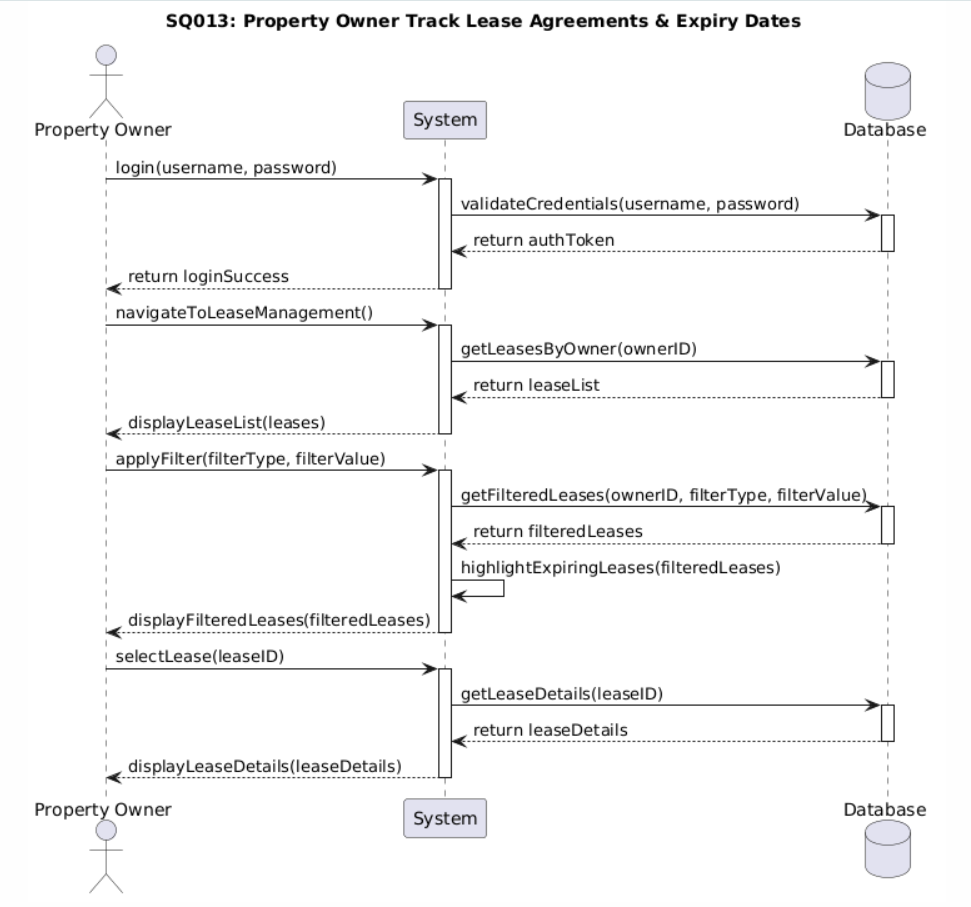 SQ013: Property Owner Track Lease Agreements & Expiry Dates
Property Owner
System
Database
login(username, password)
validateCredentials(username, password)
return authToken
return loginSuccess
navigateToLeaseManagement()
getLeasesByOwner(ownerID)
return leaseList
displayLeaseList(leases)
applyFilter(filterType, filterValue)
getFilteredLeases(ownerID, filterType, filterValue)
return filteredLeases
highlightExpiringLeases(filteredLeases)
displayFilteredLeases(filteredLeases)
selectLease(leaseID)
getLeaseDetails(leaseID)
return leaseDetails
displayLeaseDetails(leaseDetails)
Property Owner
System
Database